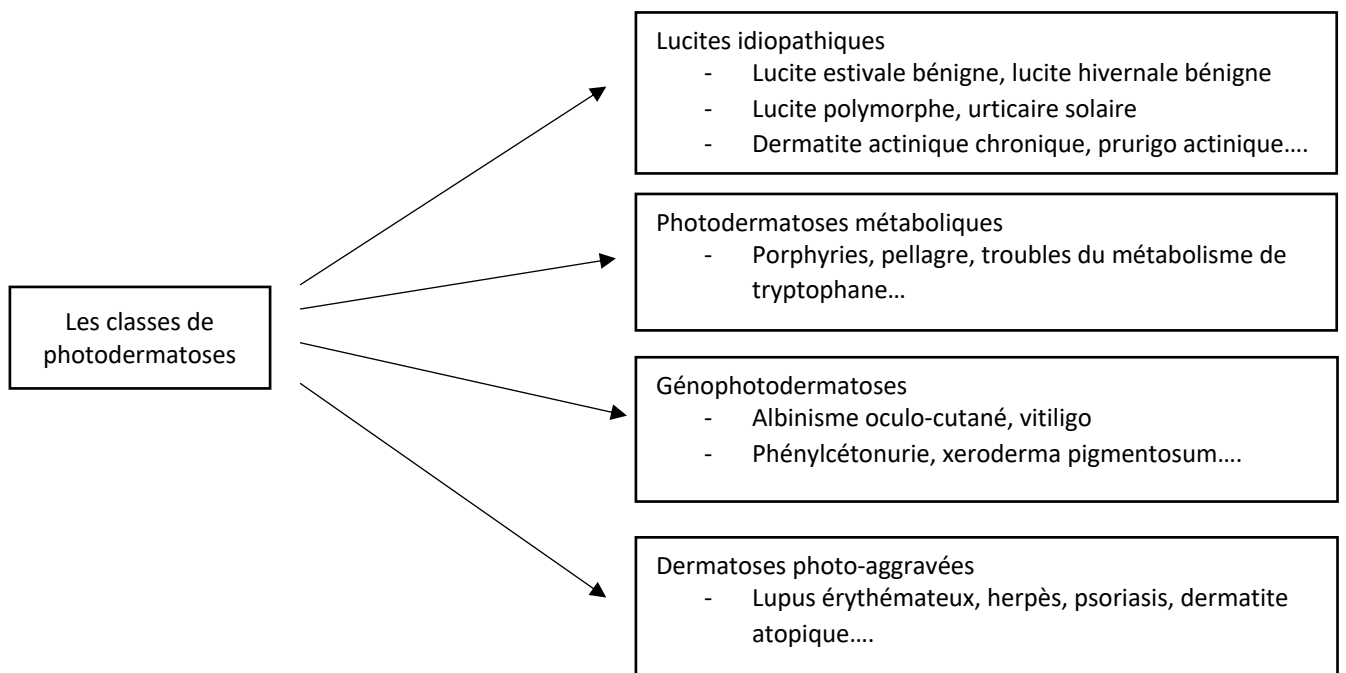 Lucites idiopathiques
- Lucite estivale bénigne, lucite hivernale bénigne
- Lucite polymorphe, urticaire solaire
- Dermatite actinique chronique, prurigo actinique….
Photodermatoses métaboliques
- Porphyries, pellagre, troubles du métabolisme de
tryptophane…
Les classes de
photodermatoses
Génophotodermatoses
- Albinisme oculo-cutané, vitiligo
- Phénylcétonurie, xeroderma pigmentosum….
Dermatoses photo-aggravées
- Lupus érythémateux, herpès, psoriasis, dermatite
atopique….